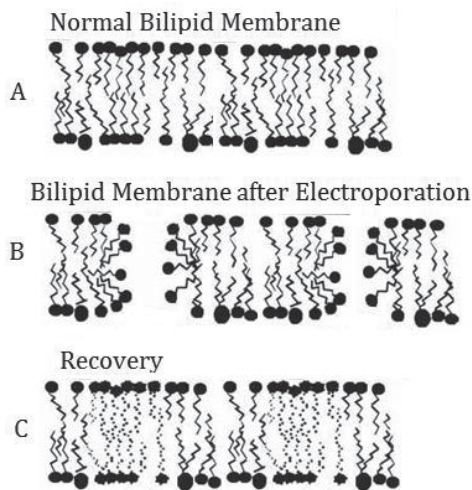 Normal Bilipid Membrane
A
Bilipid Membrane after Electroporation
B
Recovery
C